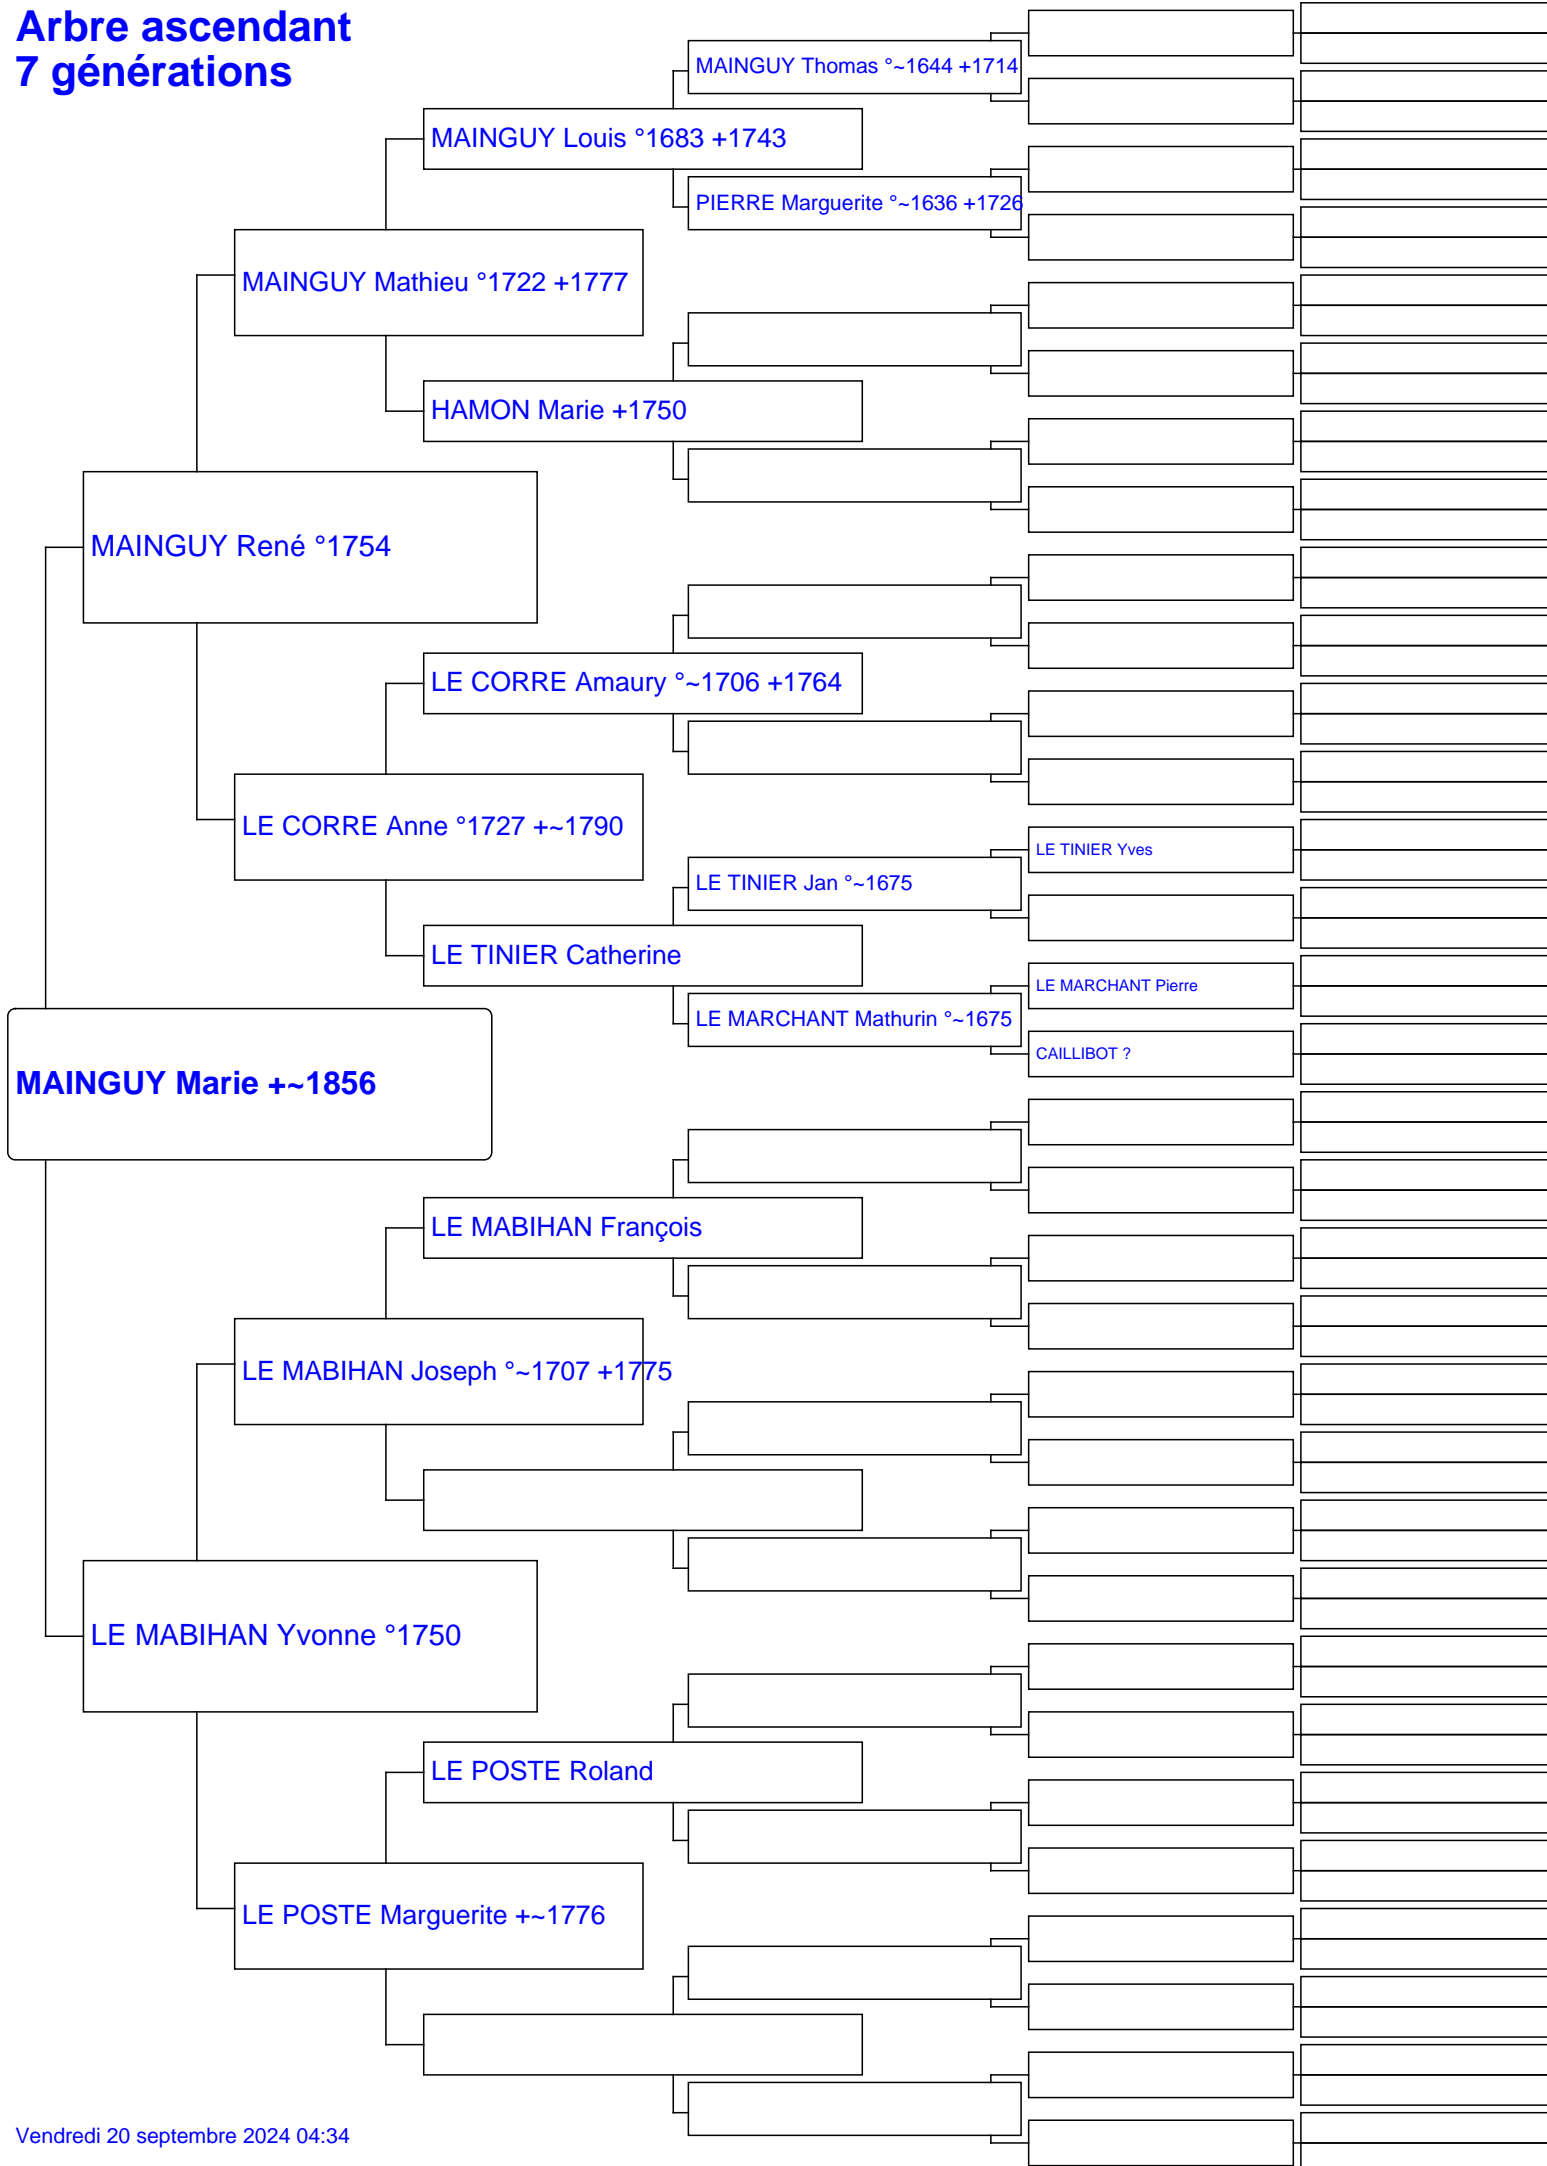 Arbre ascendant
7 générations
MAINGUY Thomas °~1644 +1714
MAINGUY Louis °1683 +1743
PIERRE Marguerite °~1636 +1726
MAINGUY Mathieu °1722 +1777
HAMON Marie +1750
MAINGUY René °1754
LE CORRE Amaury °~1706 +1764
LE CORRE Anne °1727 +~1790
LE TINIER Yves
LE TINIER Jan °~1675
LE TINIER Catherine
LE MARCHANT Pierre
LE MARCHANT Mathurin °~1675
CAILLIBOT ?
MAINGUY Marie +~1856
LE MABIHAN François
LE MABIHAN Joseph °~1707 +1775
LE MABIHAN Yvonne °1750
LE POSTE Roland
LE POSTE Marguerite +~1776
Vendredi 20 septembre 2024 04:34